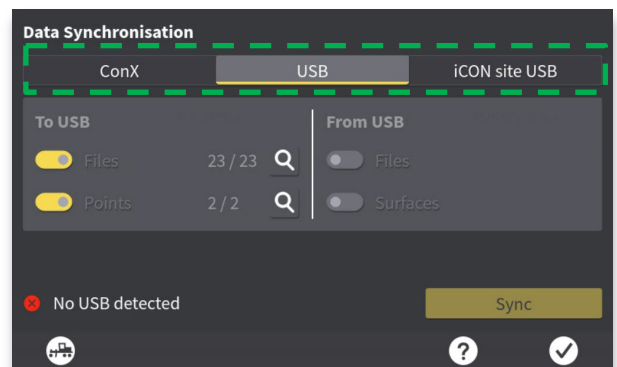 Data Synchronisation
ConX USB iCON site USB
To USB From USB
Files 23 / 23 Files
Points 2 / 2 Surfaces
No USB detected Sync
?